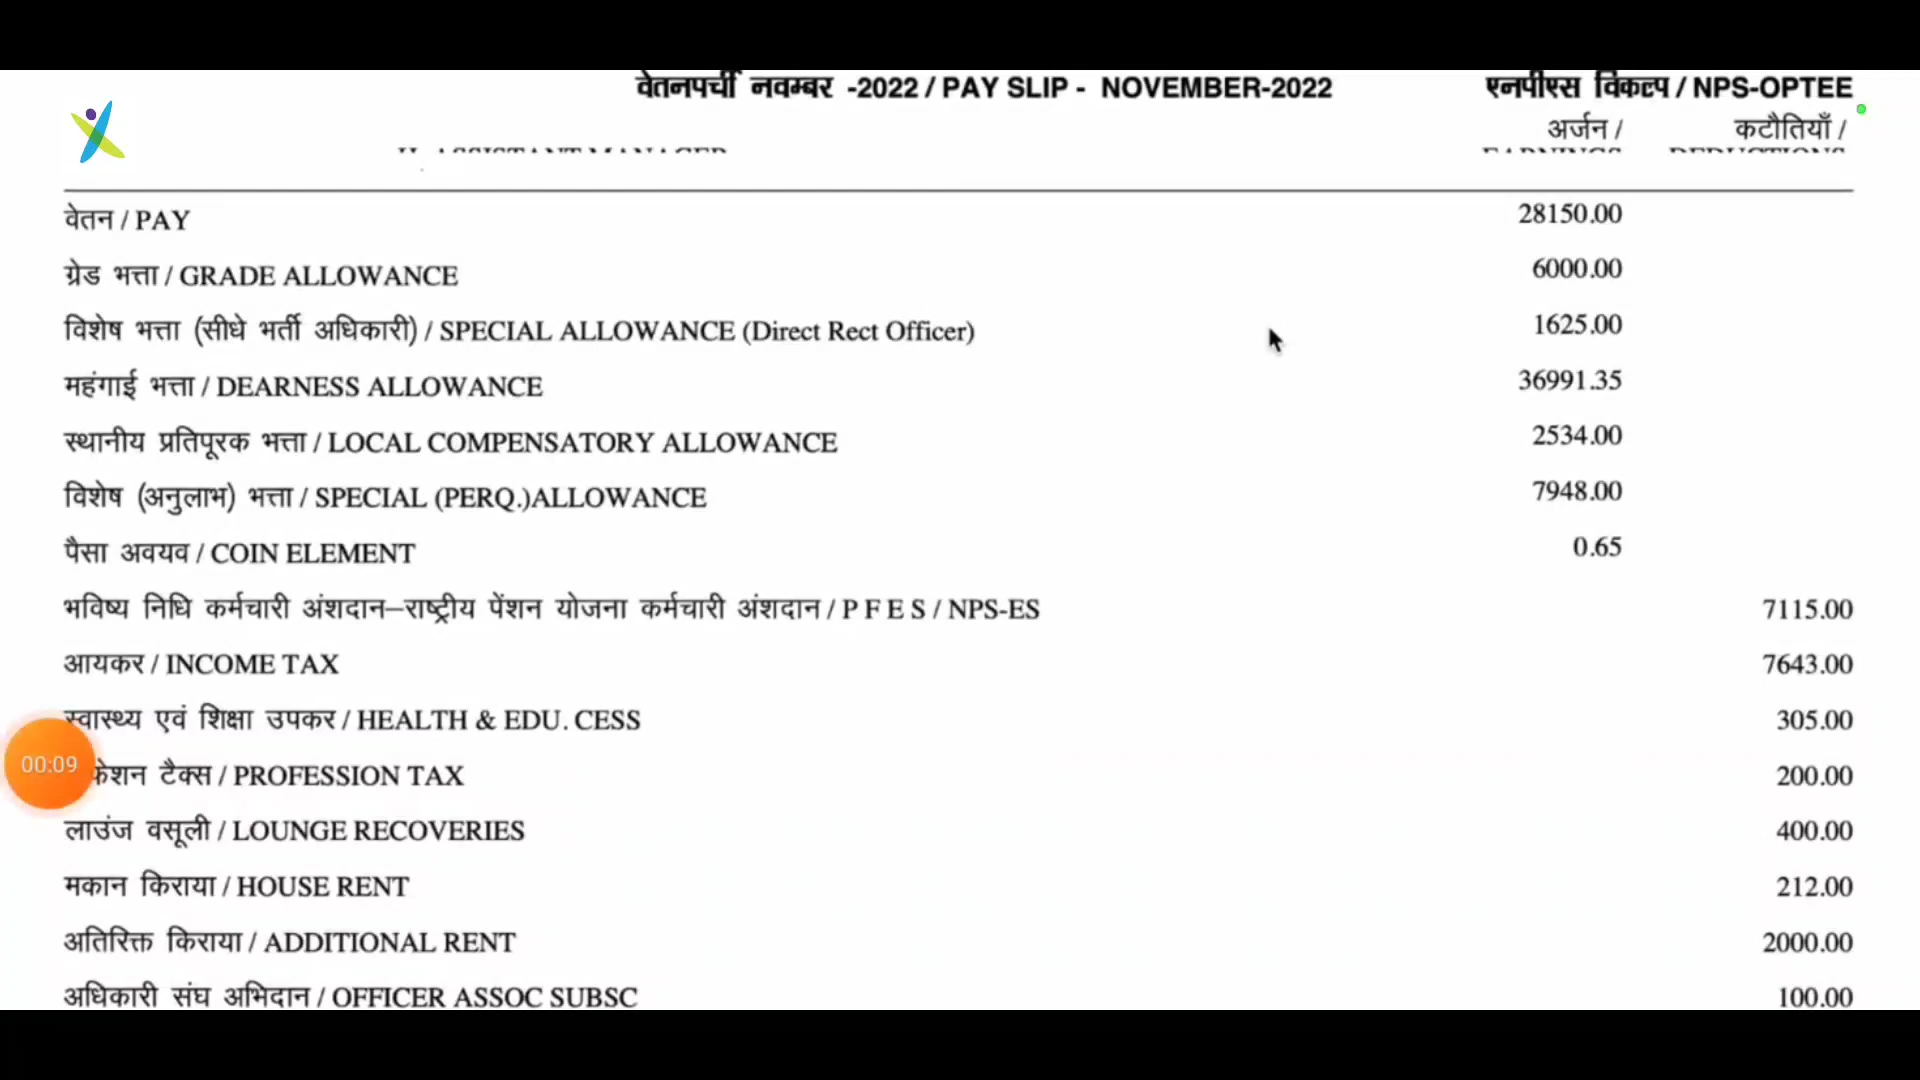 वेतनपर्ची नवम्बर -2022 / PAY SLIP - NOVEMBER-2022 एनपीएस विकल्प / NPS-OPTEE
अर्जन / कटौतियाँ /
ASSISTANT MANAGER EARNINGS DEDUCTIONS
वेतन / PAY 28150.00
ग्रेड भत्ता / GRADE ALLOWANCE 6000.00
विशेष भत्ता (सीधे भर्ती अधिकारी) / SPECIAL ALLOWANCE (Direct Rect Officer) 1625.00
महंगाई भत्ता / DEARNESS ALLOWANCE 36991.35
स्थानीय प्रतिपूरक भत्ता / LOCAL COMPENSATORY ALLOWANCE 2534.00
विशेष (अनुलाभ) भत्ता / SPECIAL (PERQ.)ALLOWANCE 7948.00
पैसा अवयव / COIN ELEMENT 0.65
भविष्य निधि कर्मचारी अंशदान–राष्ट्रीय पेंशन योजना कर्मचारी अंशदान / P F E S / NPS-ES 7115.00
आयकर / INCOME TAX 7643.00
स्वास्थ्य एवं शिक्षा उपकर / HEALTH & EDU. CESS 305.00
00:09
टैक्स / PROFESSION TAX 200.00
लाउंज वसूली / LOUNGE RECOVERIES 400.00
मकान किराया / HOUSE RENT 212.00
अतिरिक्त किराया / ADDITIONAL RENT 2000.00
अधिकारी संघ अभिदान / OFFICER ASSOC SUBSC 100.00